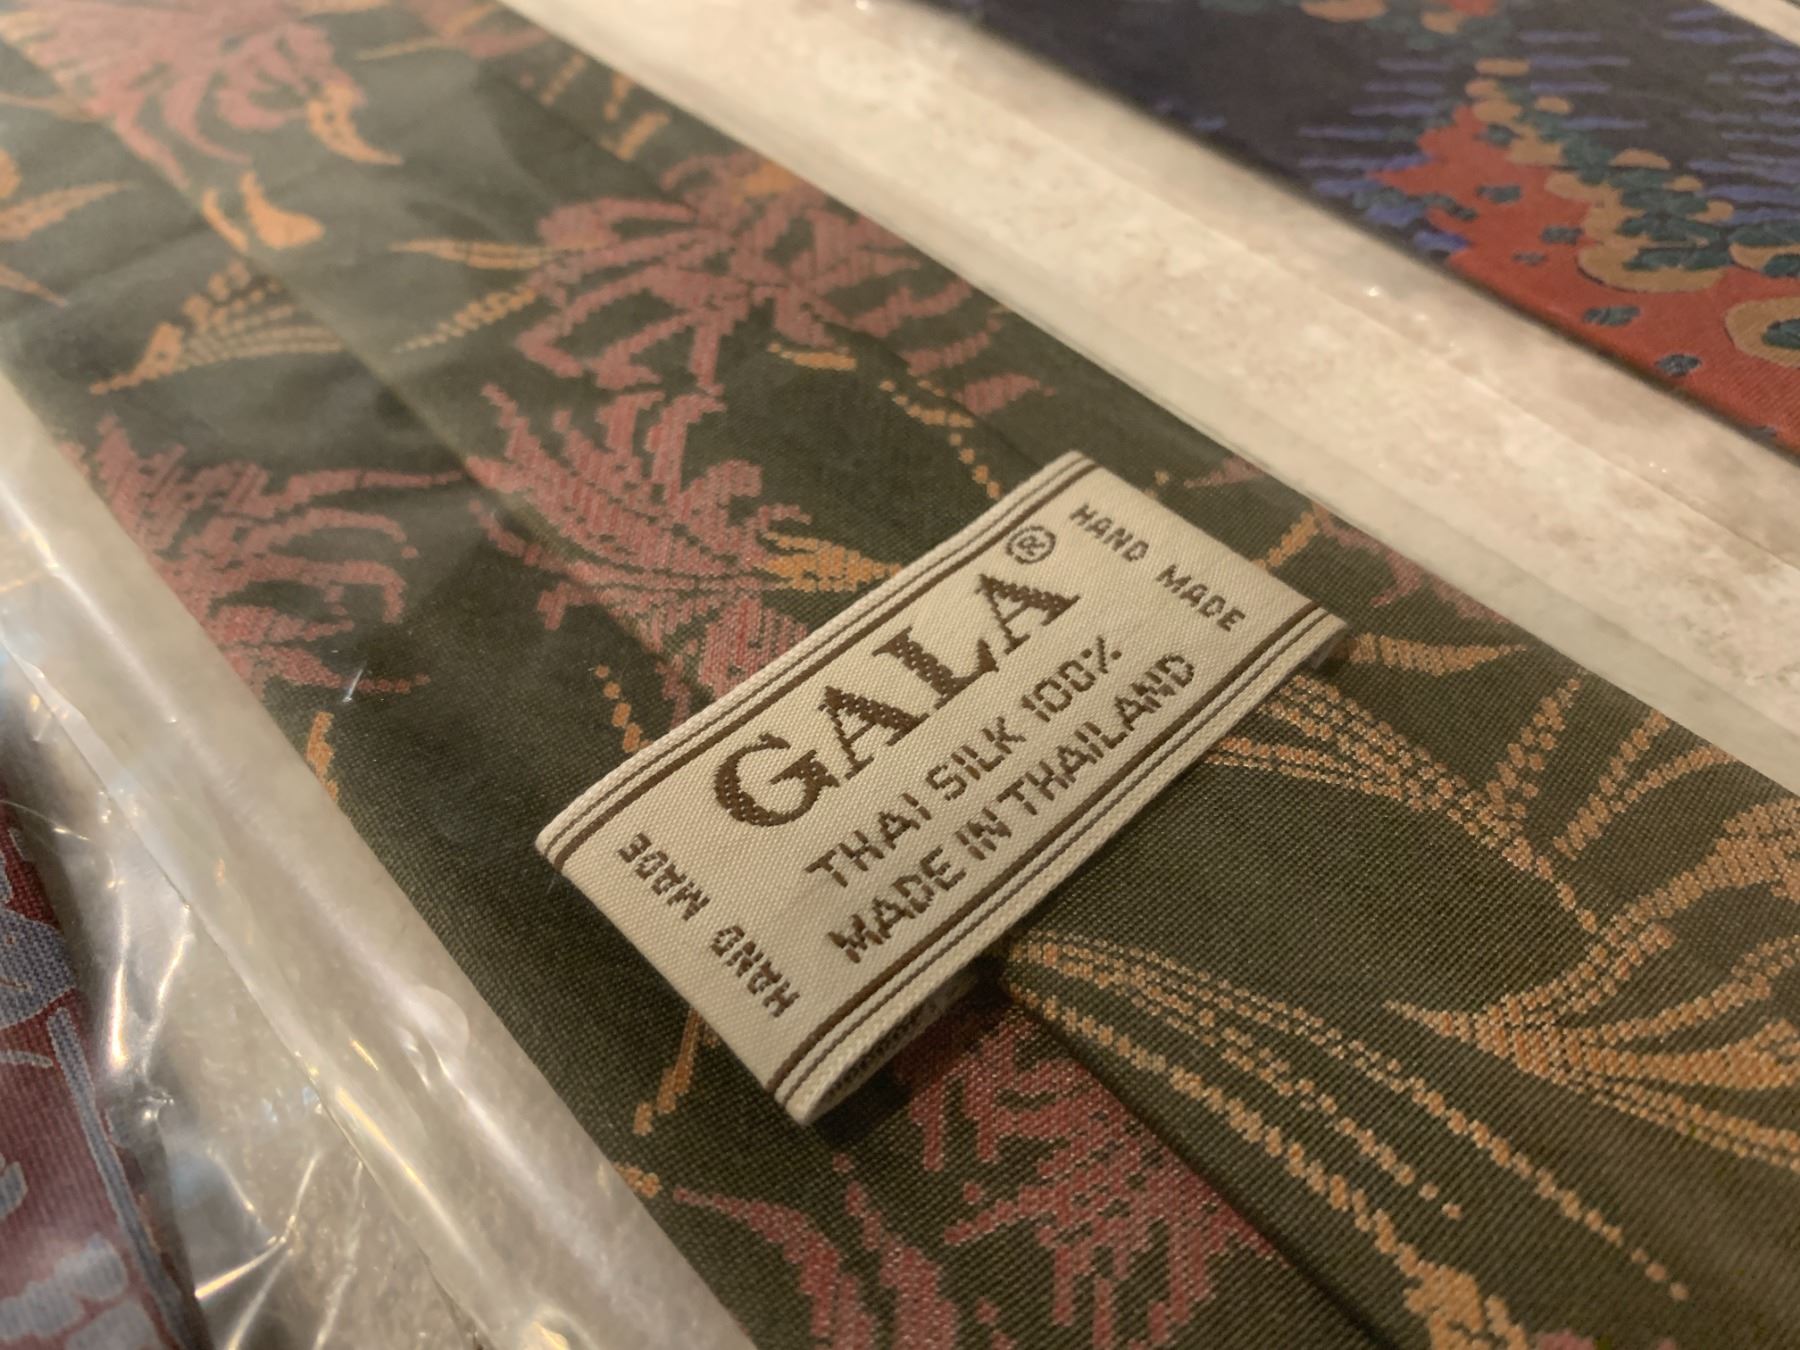 GALA®
THAI SILK 100%
MADE IN THAILAND
HAND MADE
HAND MADE